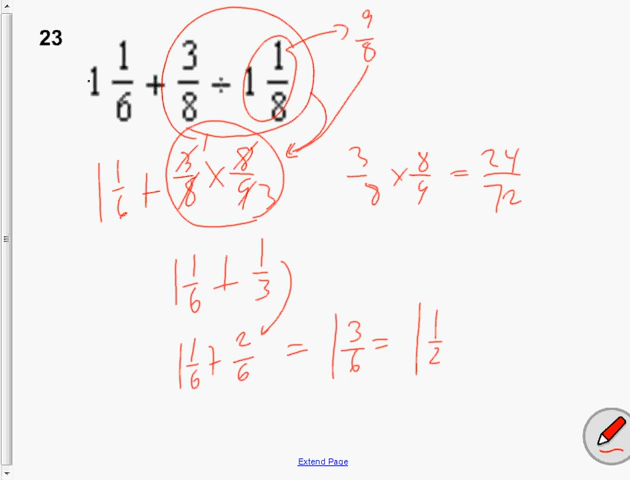 23
1 1/6 + 3/8 ÷ 1 1/8
9/8
1 1/6 + 3/8 × 8/9 1 3
3/8 × 8/9 = 24/72
1 1/6 + 1/3
1 1/6 + 2/6 = 1 3/6 = 1 1/2
Extend Page